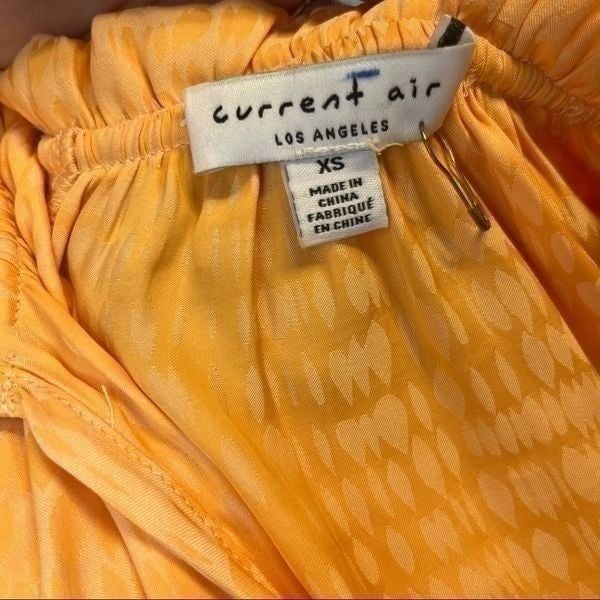 current air
LOS ANGELES
XS
MADE IN
CHINA
FABRIQUÉ
EN CHINE